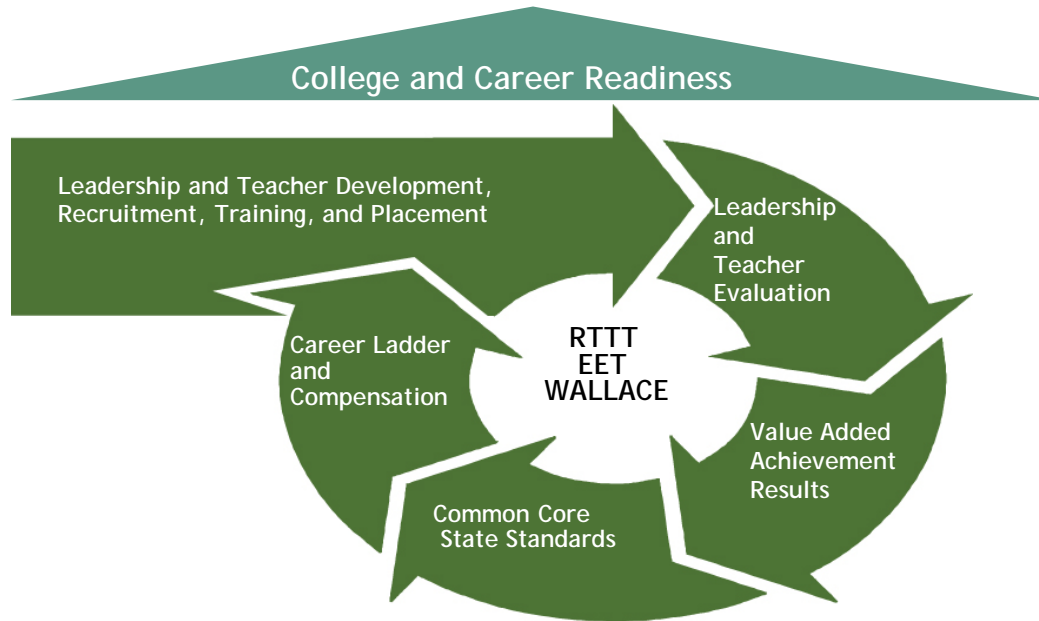 College and Career Readiness
Leadership and Teacher Development,
Recruitment, Training, and Placement
Leadership
and
Teacher
Evaluation
Value Added
Achievement
Results
Common Core
State Standards
Career Ladder
and
Compensation
RTTT
EET
WALLACE